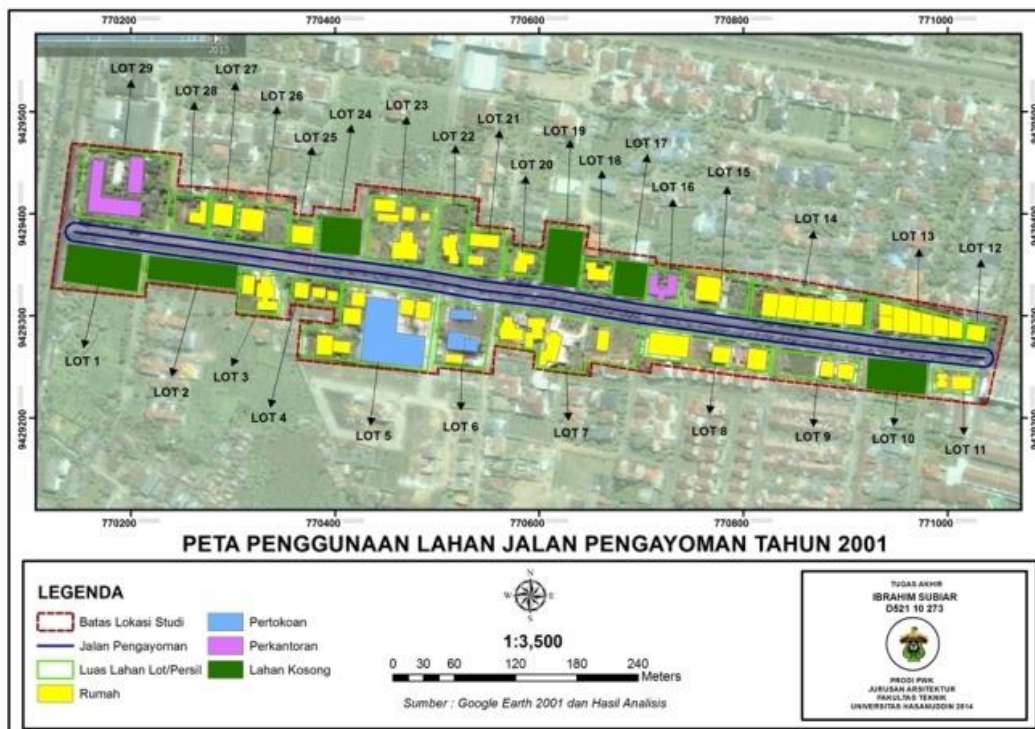 770200 770400 770600 770800 771000
2013
LOT 29
LOT 28
LOT 27
LOT 26
LOT 25
LOT 24
LOT 23
LOT 22
LOT 21
LOT 20
LOT 19
LOT 18
LOT 17
LOT 16
LOT 15
LOT 14
LOT 13
LOT 12
9429500
9429400
9429300
9429200
9429500
9429400
9429300
9429200
LOT 1
LOT 2
LOT 3
LOT 4
LOT 5
LOT 6
LOT 7
LOT 8
LOT 9
LOT 10
LOT 11
770200 770400 770600 770800 771000
PETA PENGGUNAAN LAHAN JALAN PENGAYOMAN TAHUN 2001
LEGENDA
Batas Lokasi Studi
Jalan Pengayoman
Luas Lahan Lot/Persil
Rumah
Pertokoan
Perkantoran
Lahan Kosong
N
W E
S
1:3,500
0 30 60 120 180 240
Meters
Sumber : Google Earth 2001 dan Hasil Analisis
TUGAS AKHIR
IBRAHIM SUBIAR
D521 10 273
PRODI PWK
JURUSAN ARSITEKTUR
FAKULTAS TEKNIK
UNIVERSITAS HASANUDDIN 2014